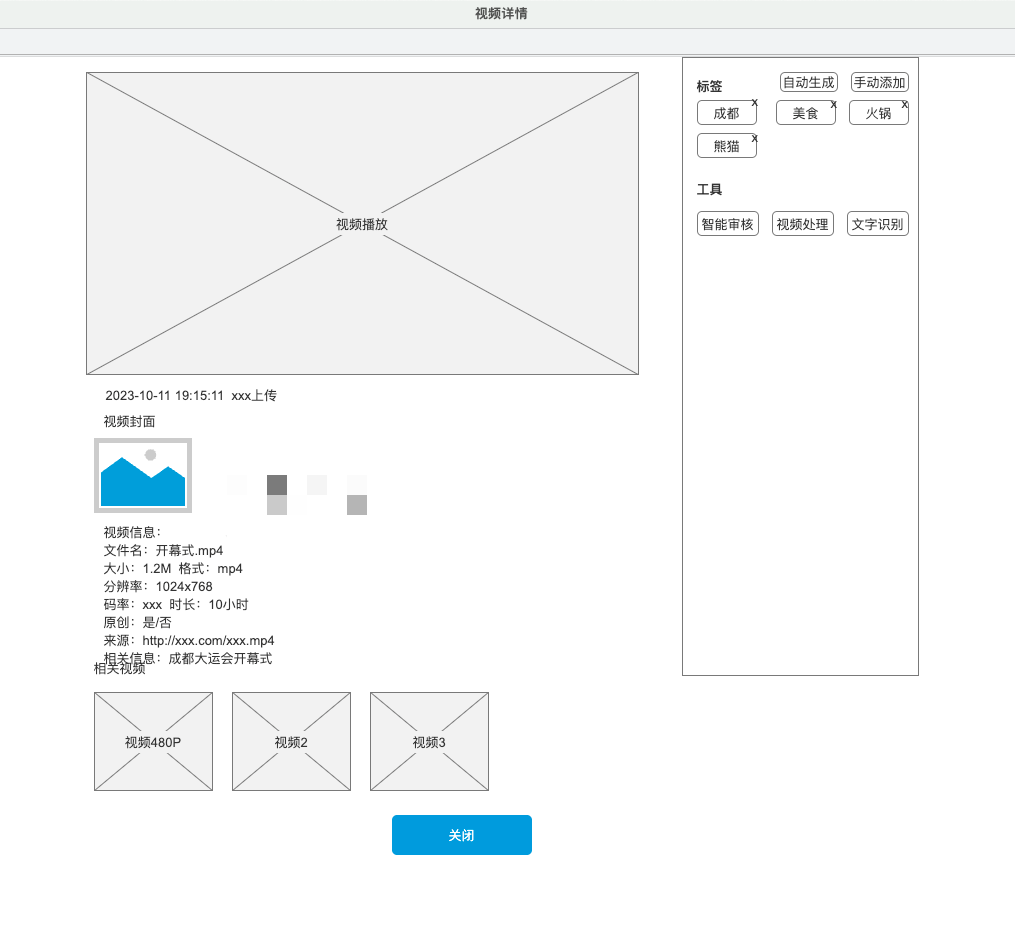 视频详情
视频播放
2023-10-11 19:15:11  xxx上传
视频封面
视频信息：
文件名：开幕式.mp4
大小：1.2M  格式：mp4
分辨率：1024x768
码率：xxx  时长：10小时
原创：是/否
来源：http://xxx.com/xxx.mp4
相关信息：成都大运会开幕式
相关视频
视频480P 视频2 视频3
关闭
标签 自动生成 手动添加
成都 x 美食 x 火锅 x
熊猫 x
工具
智能审核 视频处理 文字识别